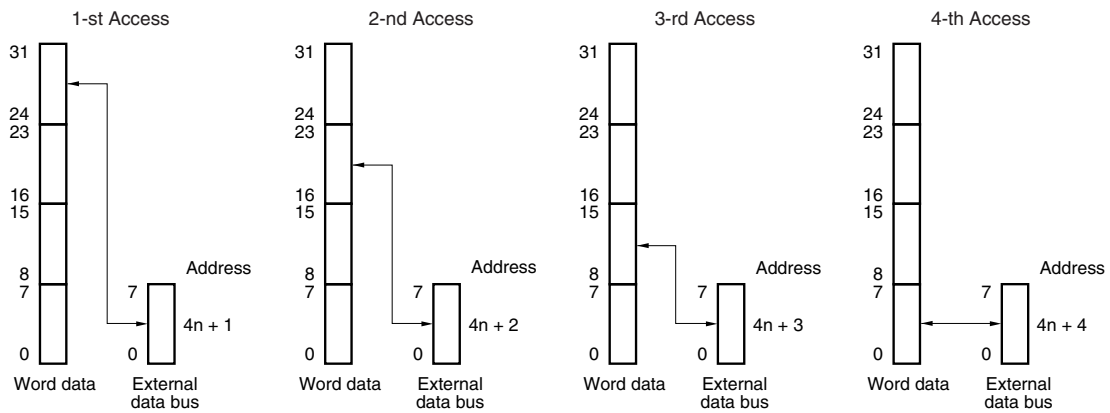 1-st Access
31
24
23
16
15
8
7
0
Address
7
4n + 1
0
Word data
External
data bus
2-nd Access
31
24
23
16
15
8
7
0
Address
7
4n + 2
0
Word data
External
data bus
3-rd Access
31
24
23
16
15
8
7
0
Address
7
4n + 3
0
Word data
External
data bus
4-th Access
31
24
23
16
15
8
7
0
Address
7
4n + 4
0
Word data
External
data bus